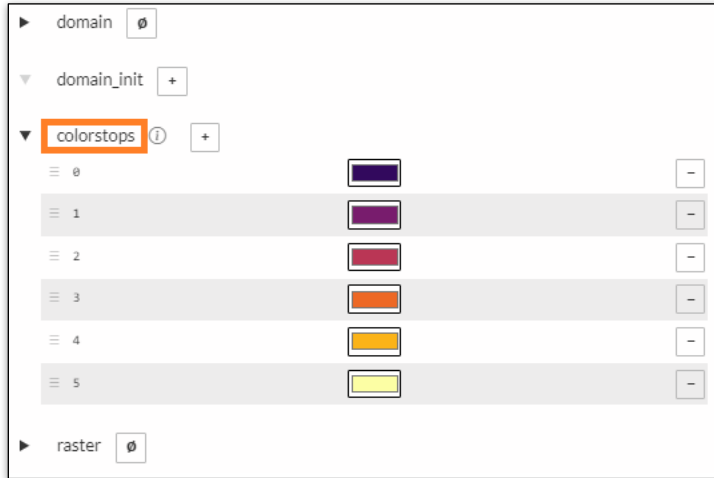 domain ø
domain_init +
colorstops i +
0 -
1 -
2 -
3 -
4 -
5 -
raster ø